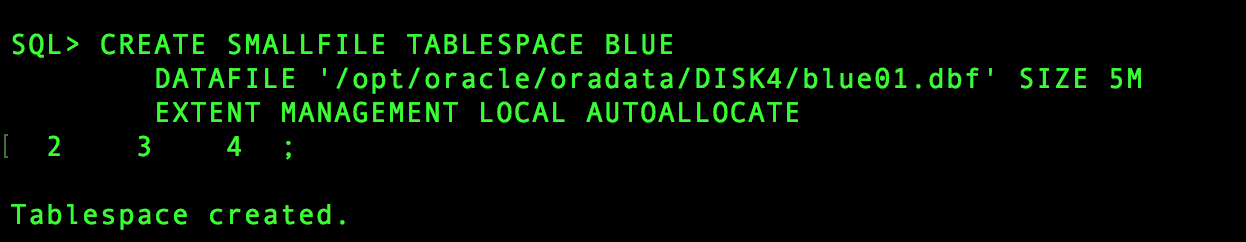 SQL> CREATE SMALLFILE TABLESPACE BLUE
DATAFILE '/opt/oracle/oradata/DISK4/blue01.dbf' SIZE 5M
EXTENT MANAGEMENT LOCAL AUTOALLOCATE
[ 2 3 4 ;
Tablespace created.